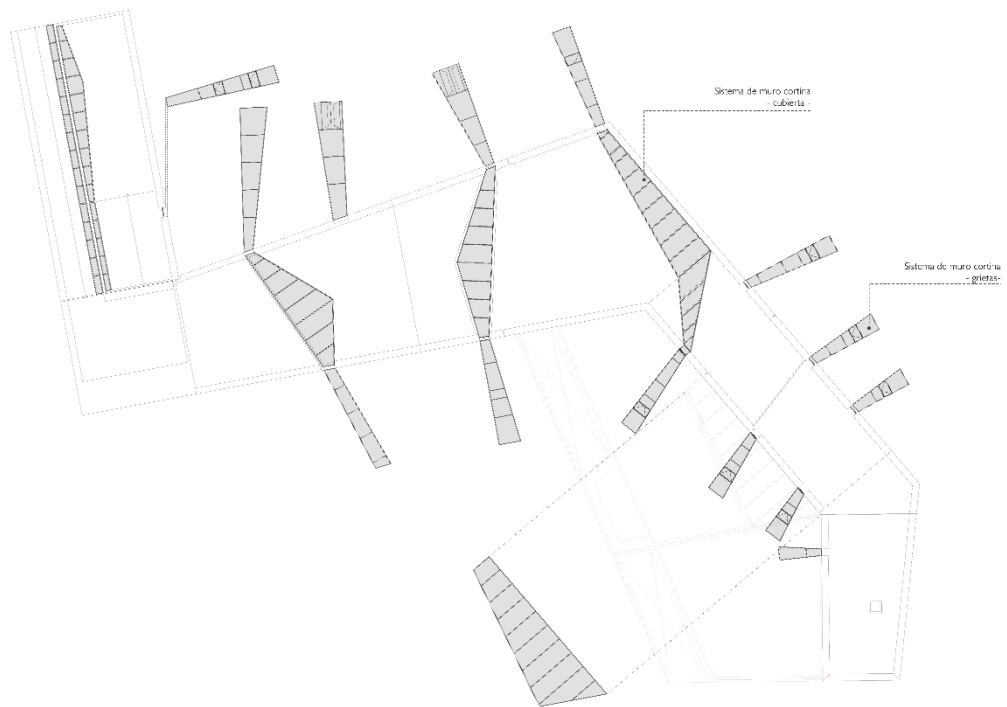 Sistema de muro cortina
- cubierta -
Sistema de muro cortina
- grietas-